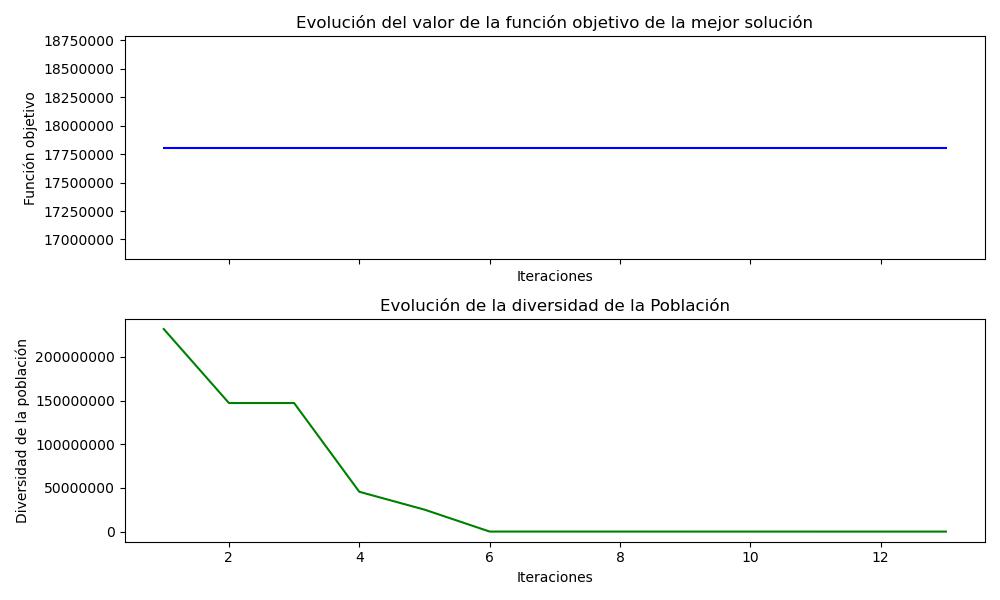 Evolución del valor de la función objetivo de la mejor solución
Función objetivo
18750000
18500000
18250000
18000000
17750000
17500000
17250000
17000000
Iteraciones
Evolución de la diversidad de la Población
Diversidad de la población
200000000
150000000
100000000
50000000
0
2 4 6 8 10 12
Iteraciones